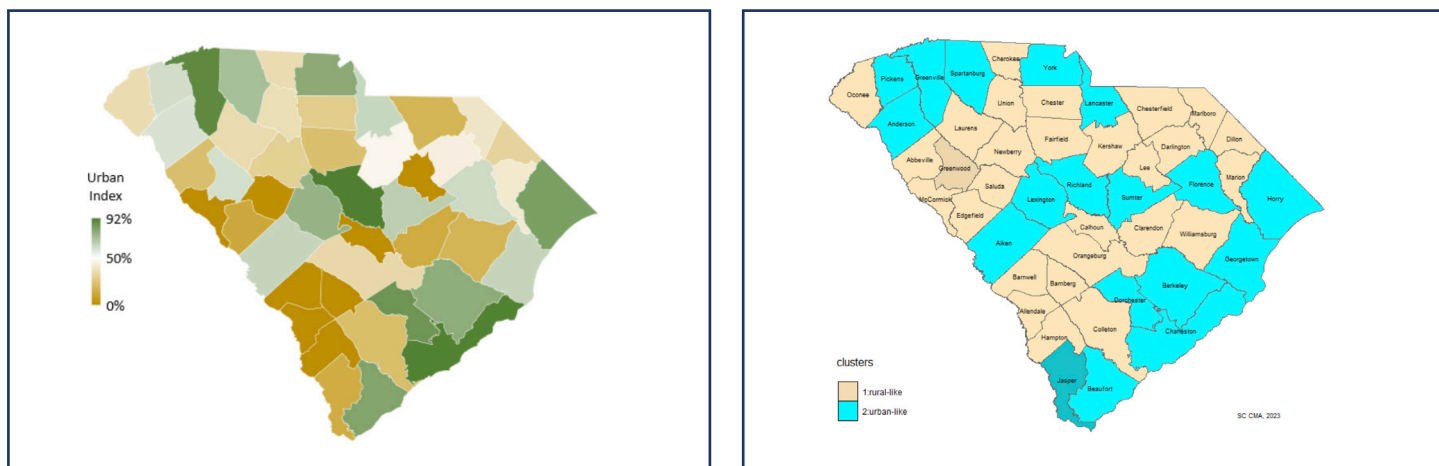 Urban
Index
92%
50%
0%
Cherokee
York
Pickens
Greenville
Spartanburg
Oconee
Lancaster
Union
Chester
Chesterfield
Marlboro
Anderson
Laurens
Dillon
Fairfield
Kershaw
Darlington
Newberry
Lee
Abbeville
Greenwood
Marion
Saluda
Richland
Florence
McCormick
Lexington
Sumter
Horry
Edgefield
Calhoun
Clarendon
Williamsburg
Aiken
Orangeburg
Georgetown
Barnwell
Berkeley
Bamberg
Dorchester
Allendale
Charleston
Colleton
Hampton
clusters
Jasper
Beaufort
1:rural-like
2:urban-like
SC CMA, 2023